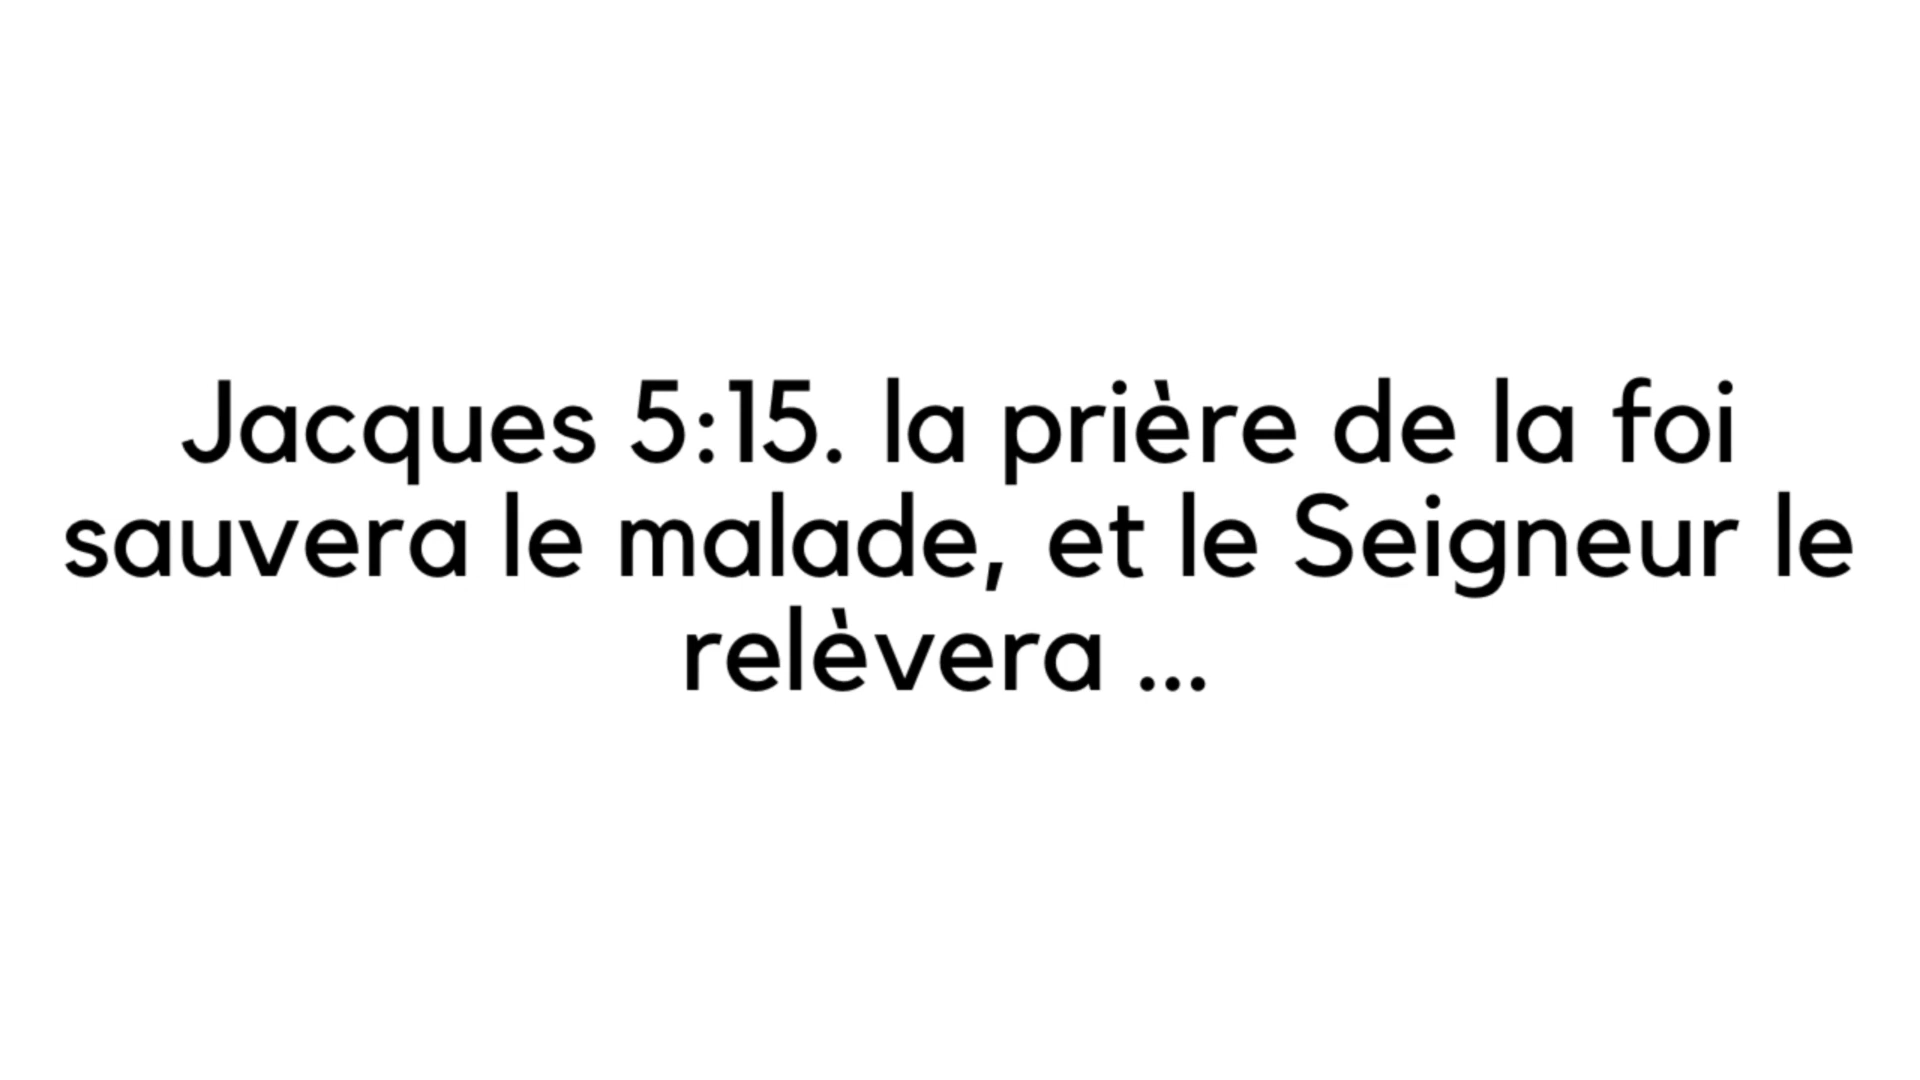 Jacques 5:15. la prière de la foi
sauvera le malade, et le Seigneur le
relèvera ...